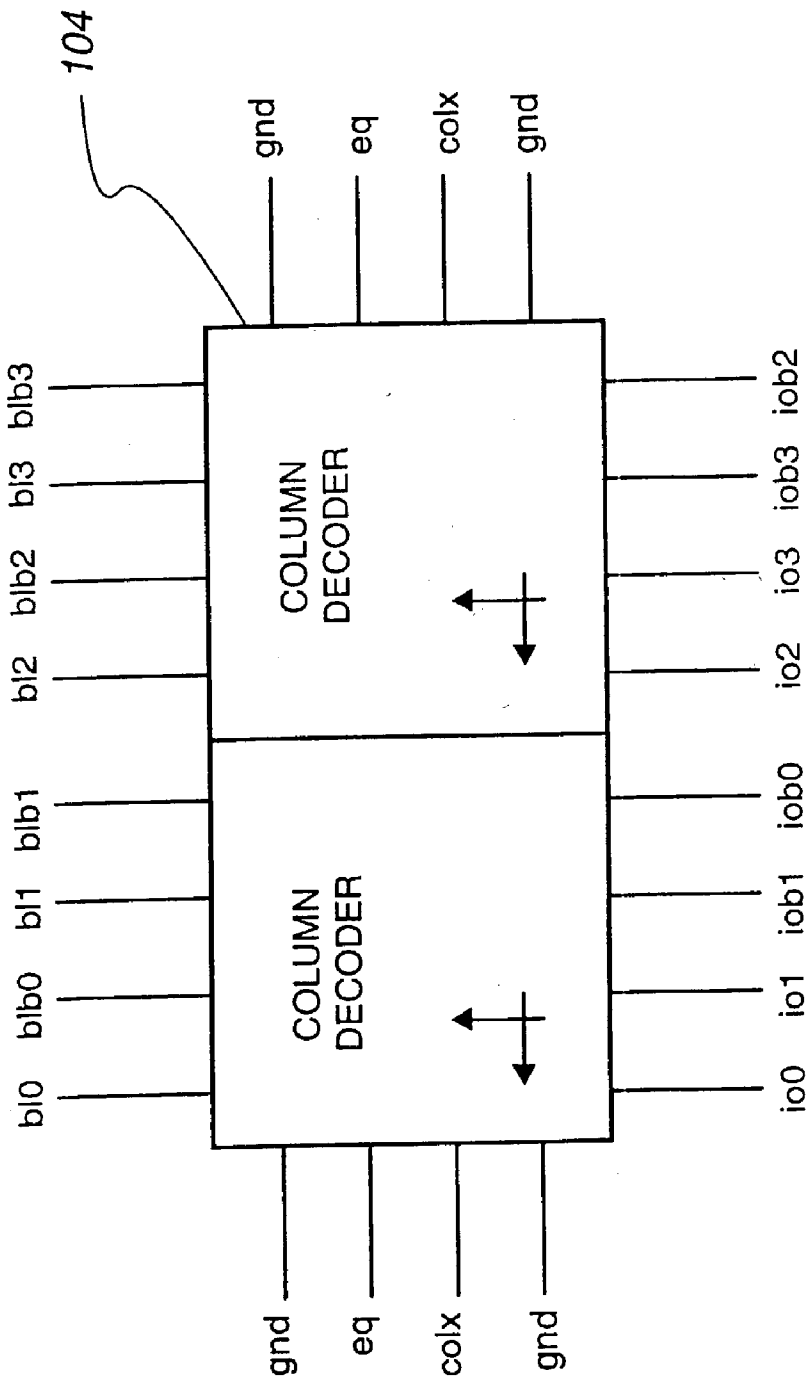 104
bl0 blb0 bl1 blb1 bl2 blb2 bl3 blb3
gnd
eq
colx
gnd
COLUMN
DECODER
COLUMN
DECODER
gnd
eq
colx
gnd
io0 io1 iob1 iob0 io2 io3 iob3 iob2